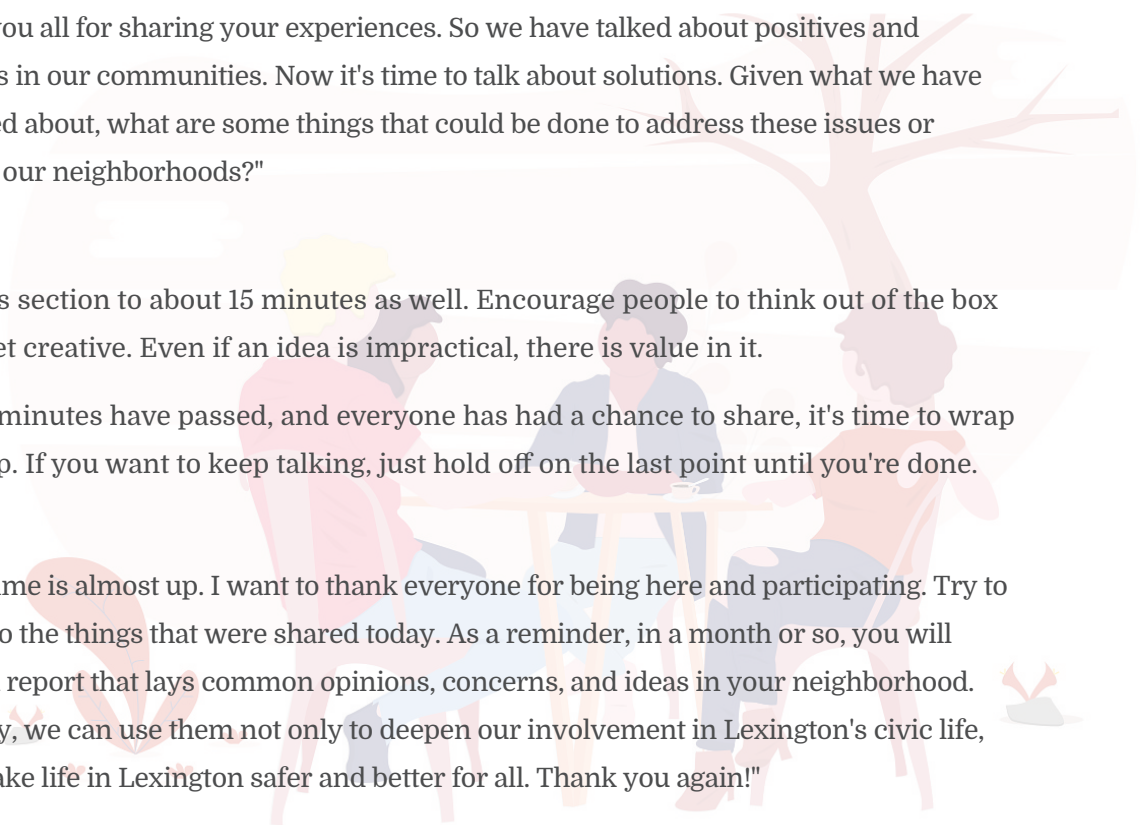 ou all for sharing your experiences. So we have talked about positives and
s in our communities. Now it's time to talk about solutions. Given what we have
ed about, what are some things that could be done to address these issues or
our neighborhoods?"
s section to about 15 minutes as well. Encourage people to think out of the box
et creative. Even if an idea is impractical, there is value in it.
minutes have passed, and everyone has had a chance to share, it's time to wrap
p. If you want to keep talking, just hold off on the last point until you're done.
me is almost up. I want to thank everyone for being here and participating. Try to
o the things that were shared today. As a reminder, in a month or so, you will
report that lays common opinions, concerns, and ideas in your neighborhood.
y, we can use them not only to deepen our involvement in Lexington's civic life,
ake life in Lexington safer and better for all. Thank you again!"